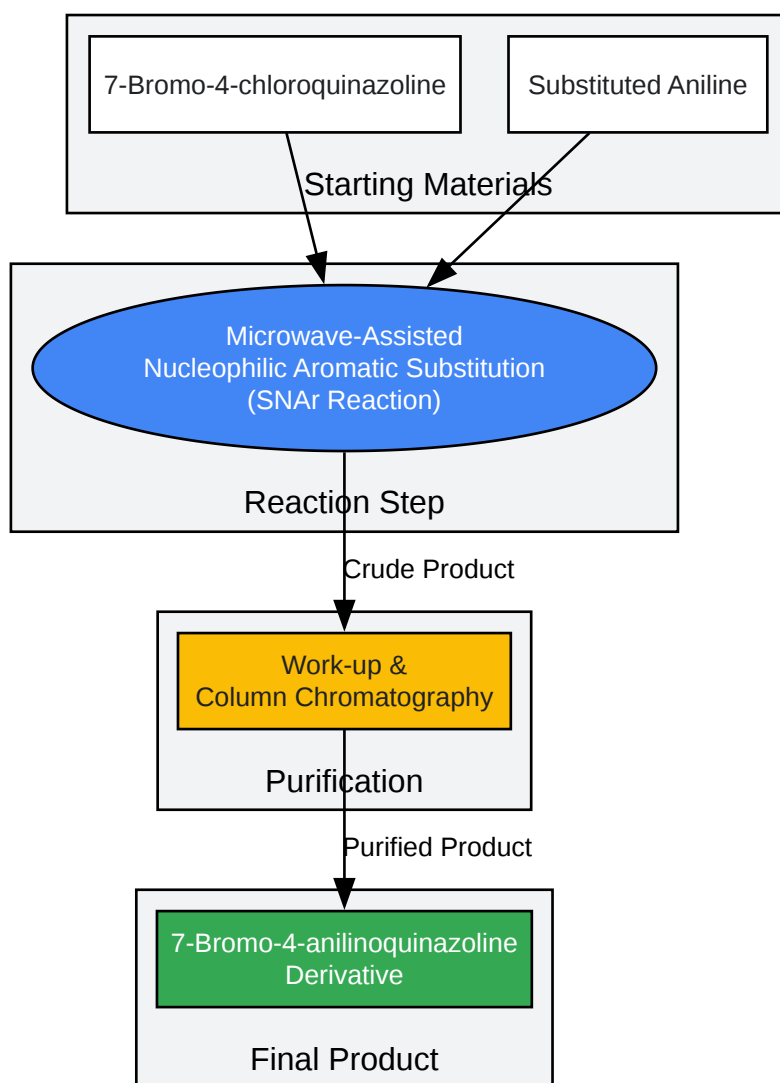 7-Bromo-4-chloroquinazoline
Substituted Aniline
Starting Materials
Microwave-Assisted
Nucleophilic Aromatic Substitution
(SNAr Reaction)
Reaction Step
Crude Product
Work-up &
Column Chromatography
Purification
Purified Product
7-Bromo-4-anilinoquinazoline
Derivative
Final Product